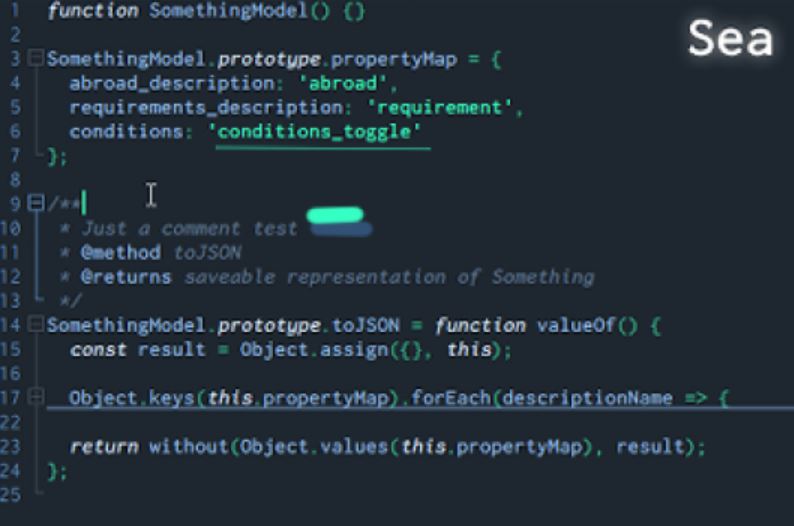 Sea
1 function SomethingModel() {}
2
3 SomethingModel.prototype.propertyMap = {
4 abroad_description: 'abroad',
5 requirements_description: 'requirement',
6 conditions: 'conditions_toggle'
7 };
8
9 /**
10 * Just a comment test
11 * @method toJSON
12 * @returns saveable representation of Something
13 */
14 SomethingModel.prototype.toJSON = function valueOf() {
15 const result = Object.assign({}, this);
16
17 Object.keys(this.propertyMap).forEach(descriptionName => {
22
23 return without(Object.values(this.propertyMap), result);
24 };
25